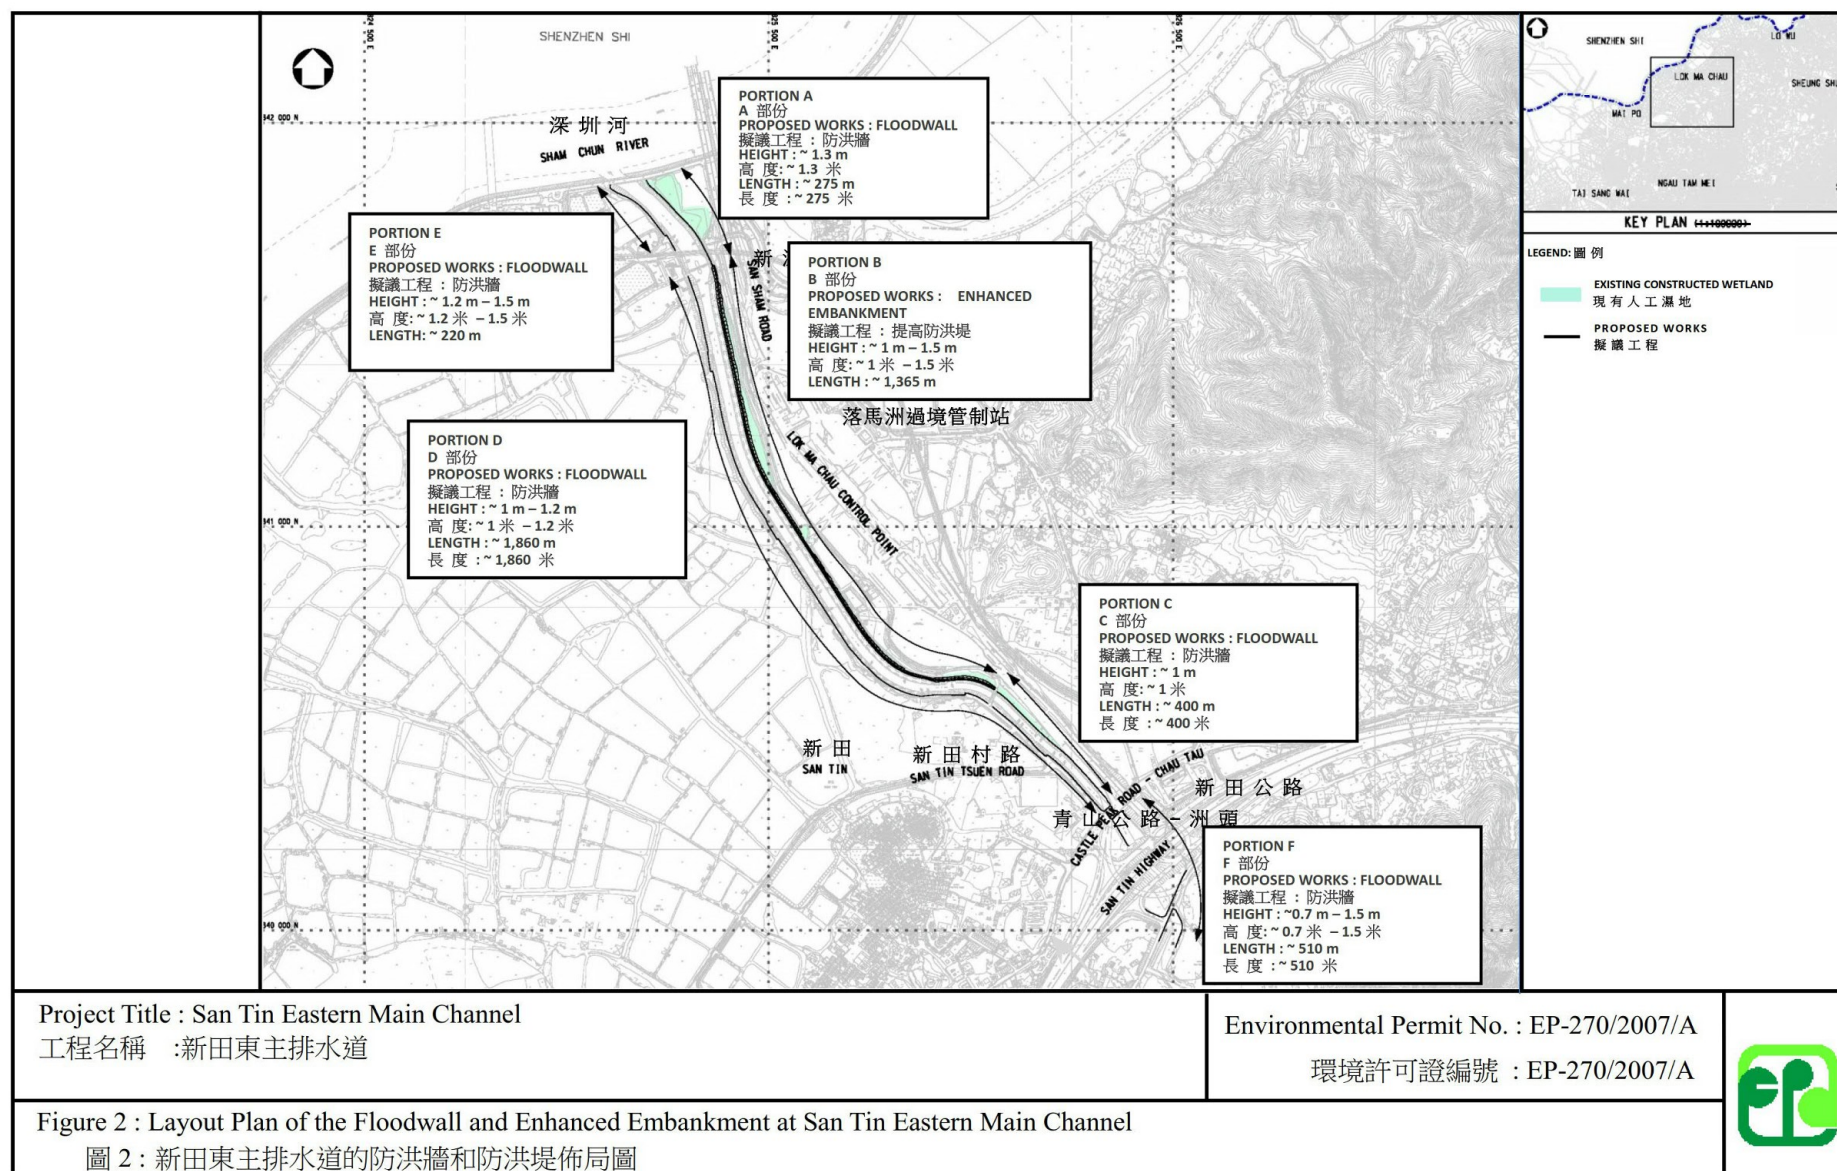 SHENZHEN SHI
深圳河
SHAM CHUN RIVER
PORTION A
A 部份
PROPOSED WORKS : FLOODWALL
擬議工程 : 防洪牆
HEIGHT : ~ 1.3 m
高 度: ~ 1.3 米
LENGTH : ~ 275 m
長 度 : ~ 275 米
PORTION E
E 部份
PROPOSED WORKS : FLOODWALL
擬議工程 : 防洪牆
HEIGHT : ~ 1.2 m – 1.5 m
高 度: ~ 1.2 米 – 1.5 米
LENGTH: ~ 220 m
新
SAN SHAM ROAD
PORTION B
B 部份
PROPOSED WORKS : ENHANCED
EMBANKMENT
擬議工程 : 提高防洪堤
HEIGHT : ~ 1 m – 1.5 m
高 度: ~ 1 米 – 1.5 米
LENGTH : ~ 1,365 m
落馬洲過境管制站
LOK MA CHAU CONTROL POINT
PORTION D
D 部份
PROPOSED WORKS : FLOODWALL
擬議工程 : 防洪牆
HEIGHT : ~ 1 m – 1.2 m
高 度: ~ 1 米 – 1.2 米
LENGTH : ~ 1,860 m
長 度 : ~ 1,860 米
PORTION C
C 部份
PROPOSED WORKS : FLOODWALL
擬議工程 : 防洪牆
HEIGHT : ~ 1 m
高 度: ~ 1 米
LENGTH : ~ 400 m
長 度 : ~ 400 米
新田
SAN TIN
新田村路
SAN TIN TSUEN ROAD
CASTLE PEAK ROAD - CHAU TAU
新田公路
青山公路-洲頭
SAN TIN HIGHWAY
PORTION F
F 部份
PROPOSED WORKS : FLOODWALL
擬議工程 : 防洪牆
HEIGHT : ~0.7 m – 1.5 m
高 度: ~ 0.7 米 – 1.5 米
LENGTH : ~ 510 m
長 度 : ~ 510 米
SHENZHEN SHI
LO WU
LOK MA CHAU
MAI PO
TAI SANG WAI
NGAU TAM MEI
KEY PLAN
LEGEND: 圖例
EXISTING CONSTRUCTED WETLAND
現有人工濕地
PROPOSED WORKS
擬議工程
Project Title : San Tin Eastern Main Channel
工程名稱 :新田東主排水道
Environmental Permit No. : EP-270/2007/A
環境許可證編號 : EP-270/2007/A
Figure 2 : Layout Plan of the Floodwall and Enhanced Embankment at San Tin Eastern Main Channel
圖 2 : 新田東主排水道的防洪牆和防洪堤佈局圖